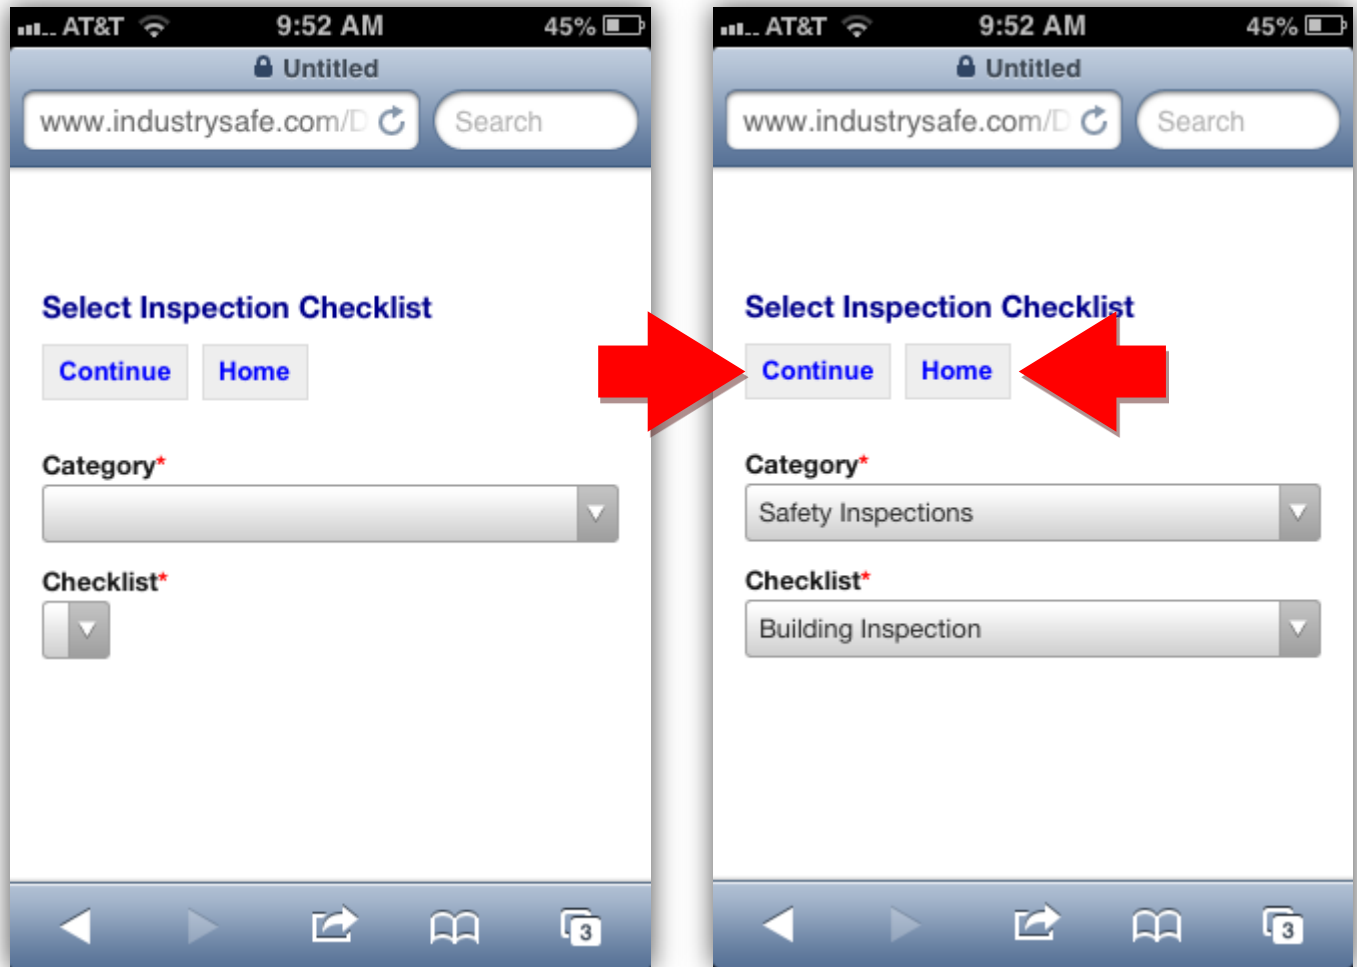 AT&T 9:52 AM 45%
Untitled
www.industrysafe.com/D Search
Select Inspection Checklist
Continue Home
Category*
Checklist*
3
AT&T 9:52 AM 45%
Untitled
www.industrysafe.com/D Search
Select Inspection Checklist
Continue Home
Category*
Safety Inspections
Checklist*
Building Inspection
3